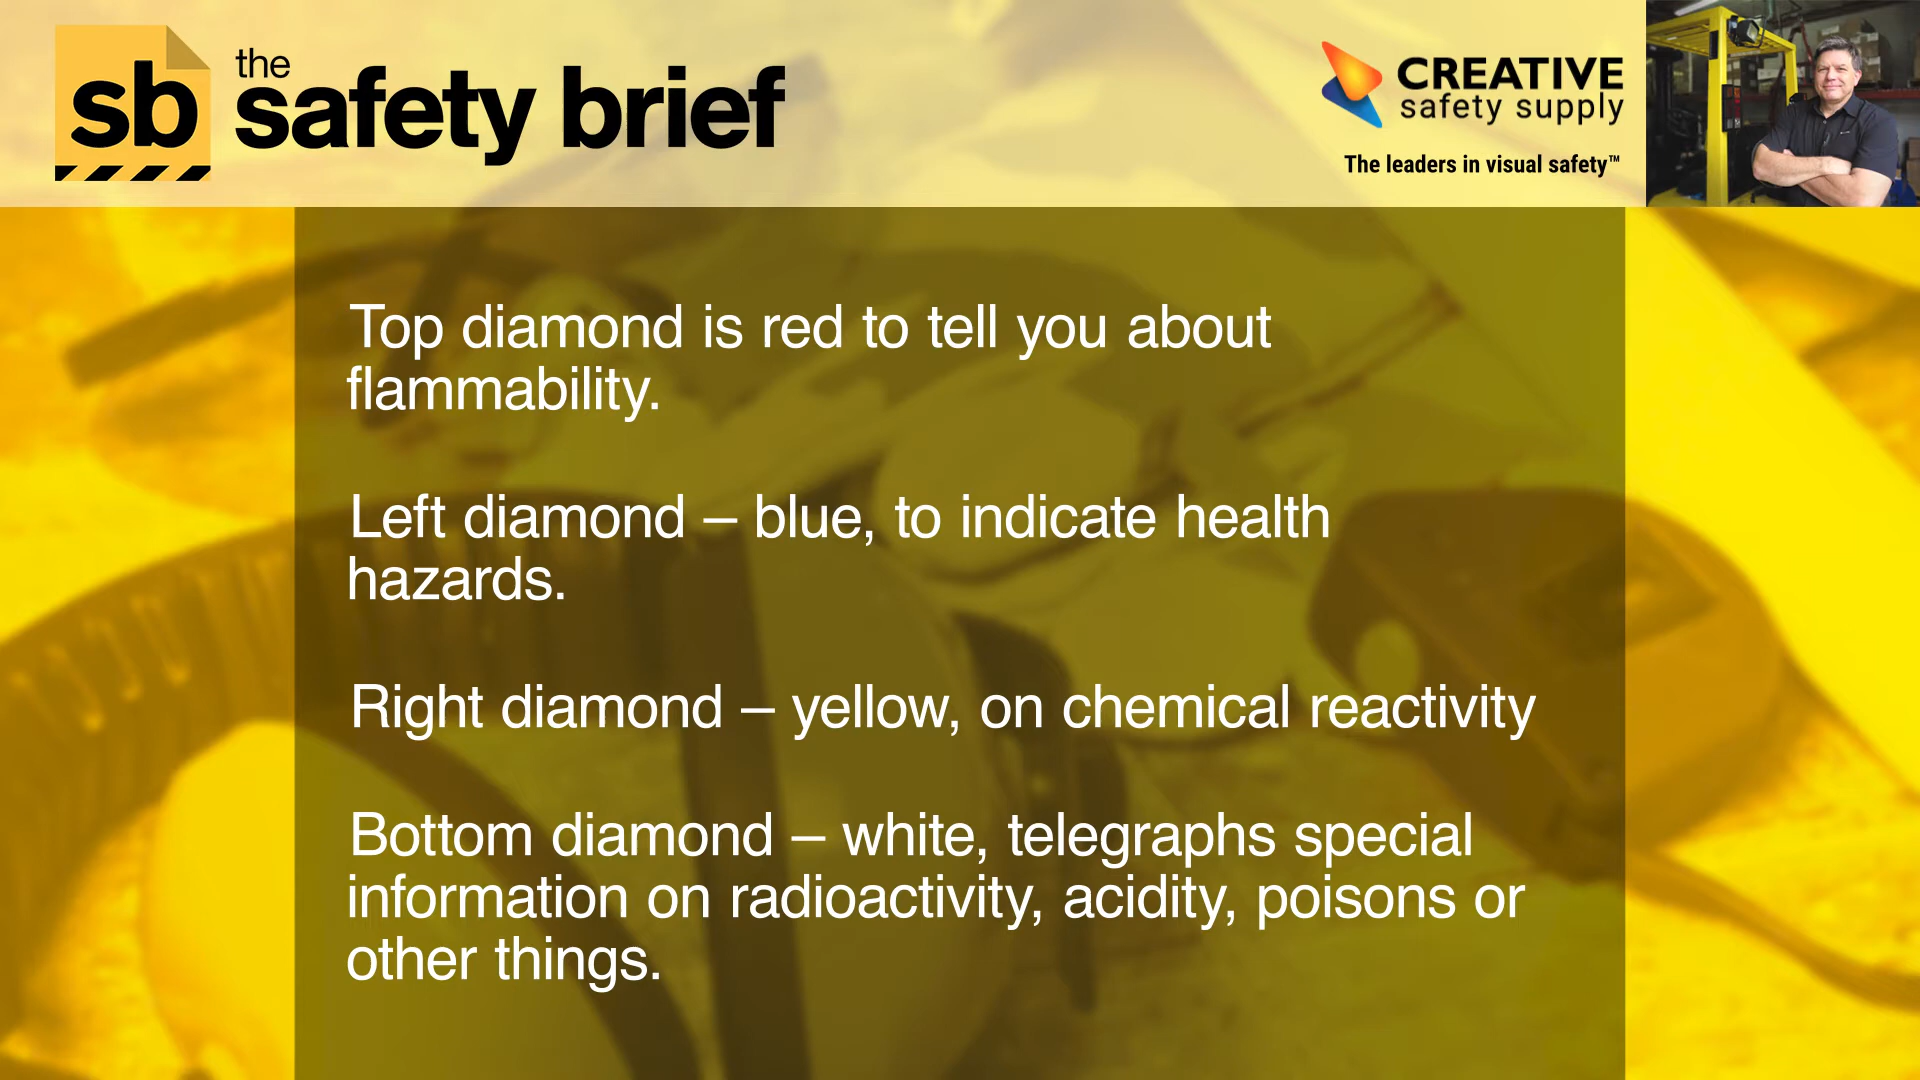 sb
the
safety brief
CREATIVE
safety supply
The leaders in visual safety™
Top diamond is red to tell you about
flammability.
Left diamond – blue, to indicate health
hazards.
Right diamond – yellow, on chemical reactivity
Bottom diamond – white, telegraphs special
information on radioactivity, acidity, poisons or
other things.